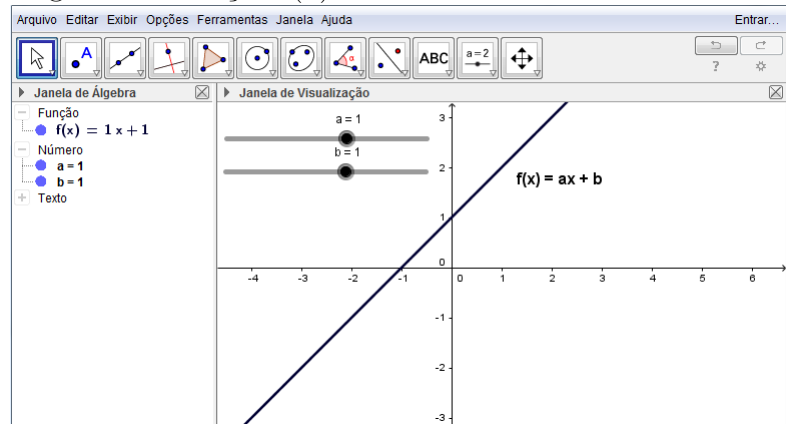 Arquivo Editar Exibir Opções Ferramentas Janela Ajuda Entrar...
A α ABC a=2 ?
Janela de Álgebra
Função
f(x) = 1 x + 1
Número
a = 1
b = 1
Texto
Janela de Visualização
a = 1
b = 1
f(x) = ax + b
3
2
1
0
-4 -3 -2 -1 0 1 2 3 4 5 6
-1
-2
-3